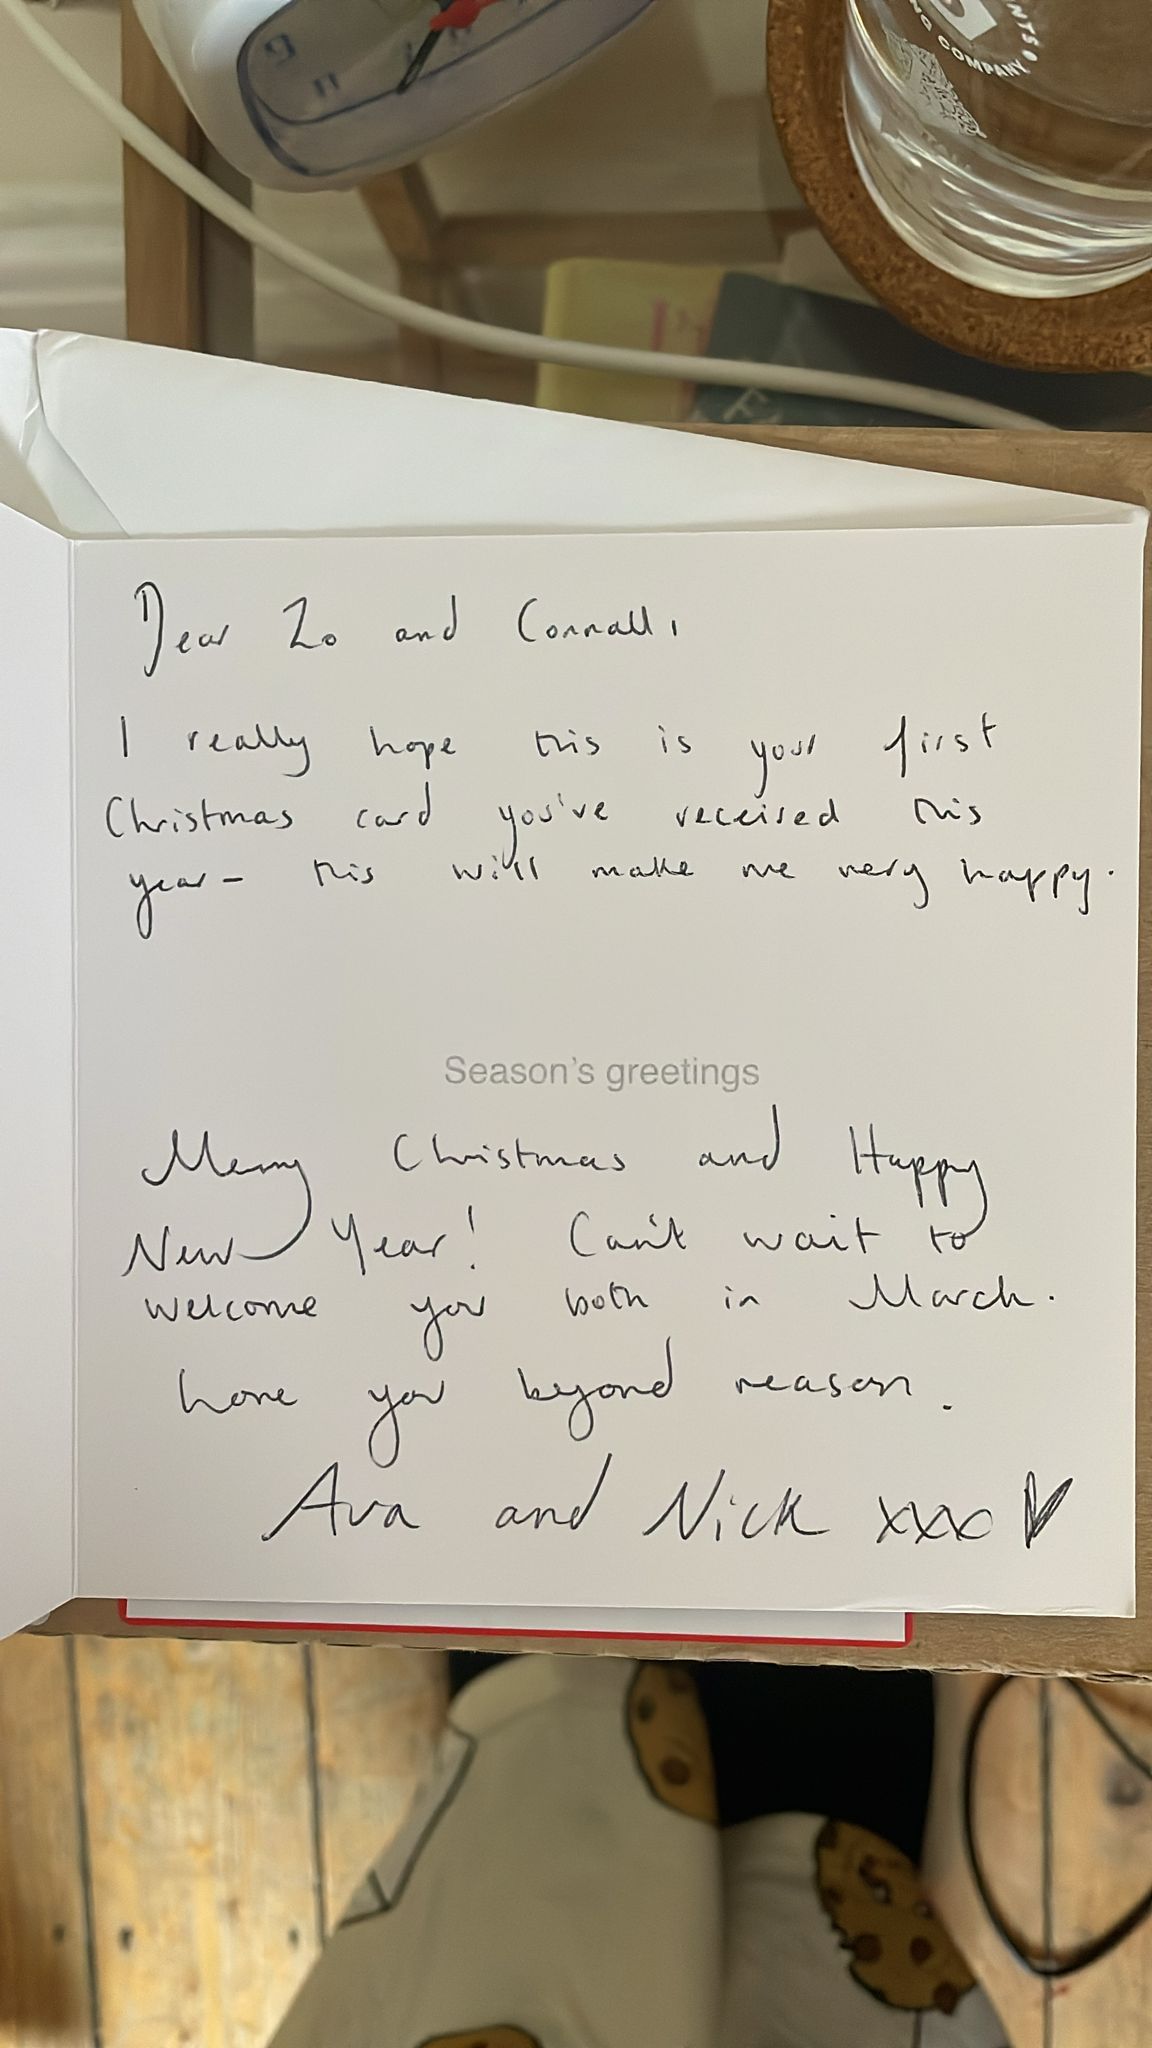 NTS
NG COMPANY
Dear Zo and Connall,
I really hope this is your first
Christmas card you've received this
year - this will make me very happy.
Season's greetings
Merry Christmas and Happy
New Year! Can't wait to
welcome you both in March.
Love you beyond reason.
Ava and Nick xxx